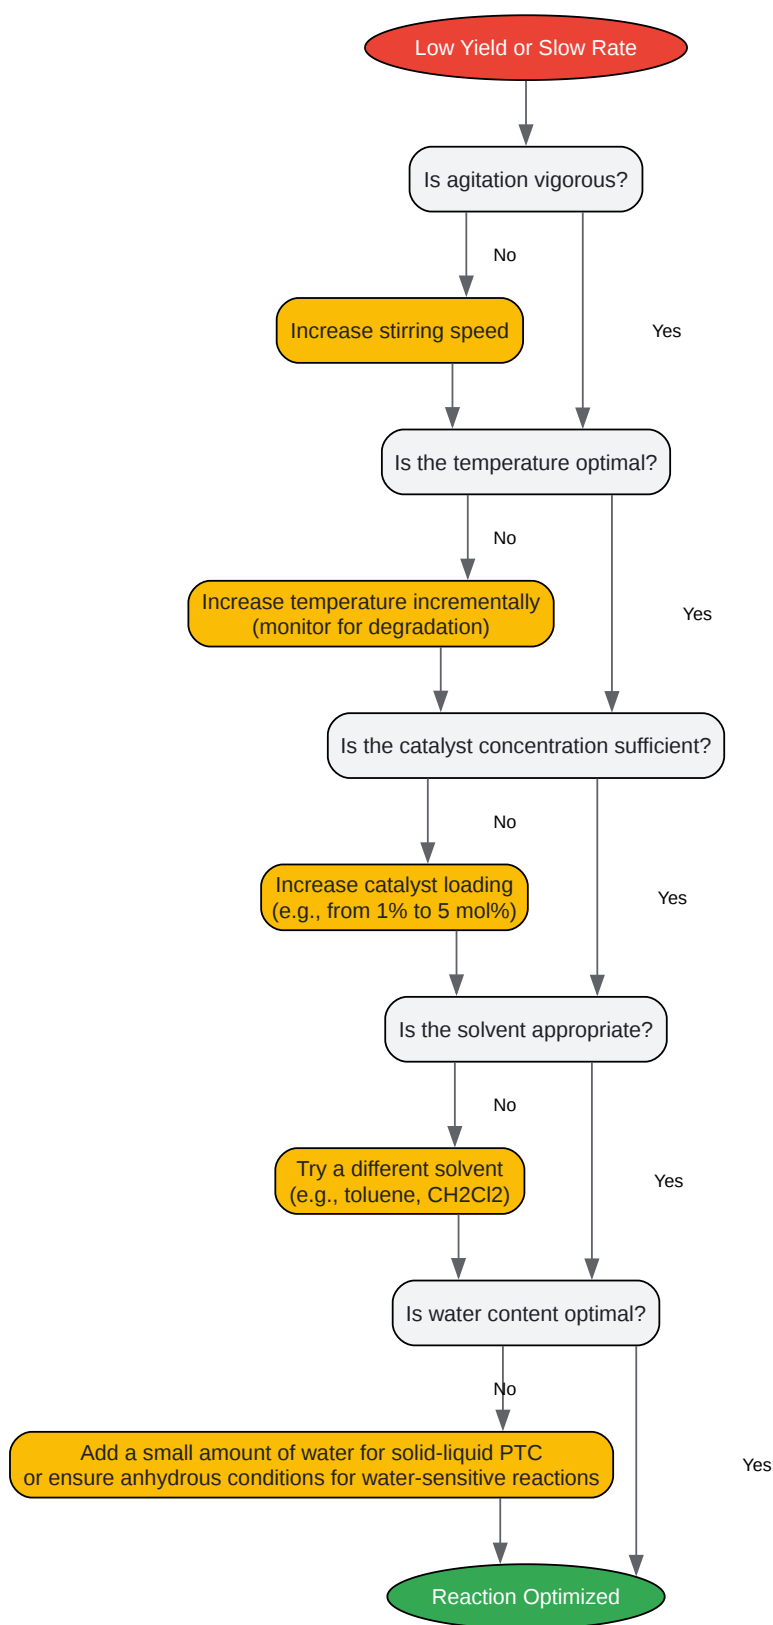 Low Yield or Slow Rate
Is agitation vigorous?
No
Increase stirring speed
Yes
Is the temperature optimal?
No
Increase temperature incrementally
(monitor for degradation)
Yes
Is the catalyst concentration sufficient?
No
Increase catalyst loading
(e.g., from 1% to 5 mol%)
Yes
Is the solvent appropriate?
No
Try a different solvent
(e.g., toluene, CH2Cl2)
Yes
Is water content optimal?
No
Add a small amount of water for solid-liquid PTC
or ensure anhydrous conditions for water-sensitive reactions
Yes
Reaction Optimized